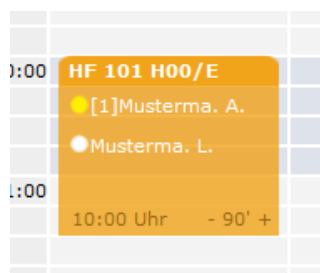 0:00
HF 101 H00/E
[1]Musterma. A.
Musterma. L.
1:00
10:00 Uhr - 90' +